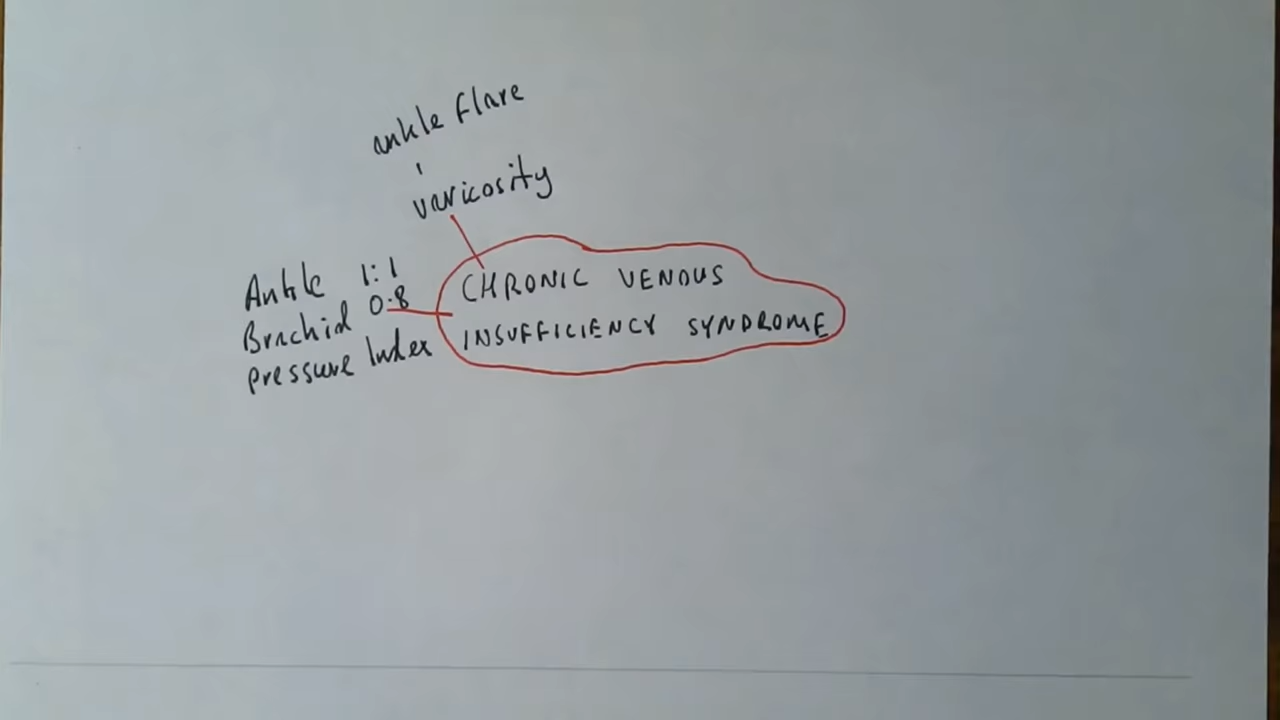 ankle flare
varicosity
Ankle 1:1
Brachial 0.8
pressure Index
CHRONIC VENOUS
INSUFFICIENCY SYNDROME